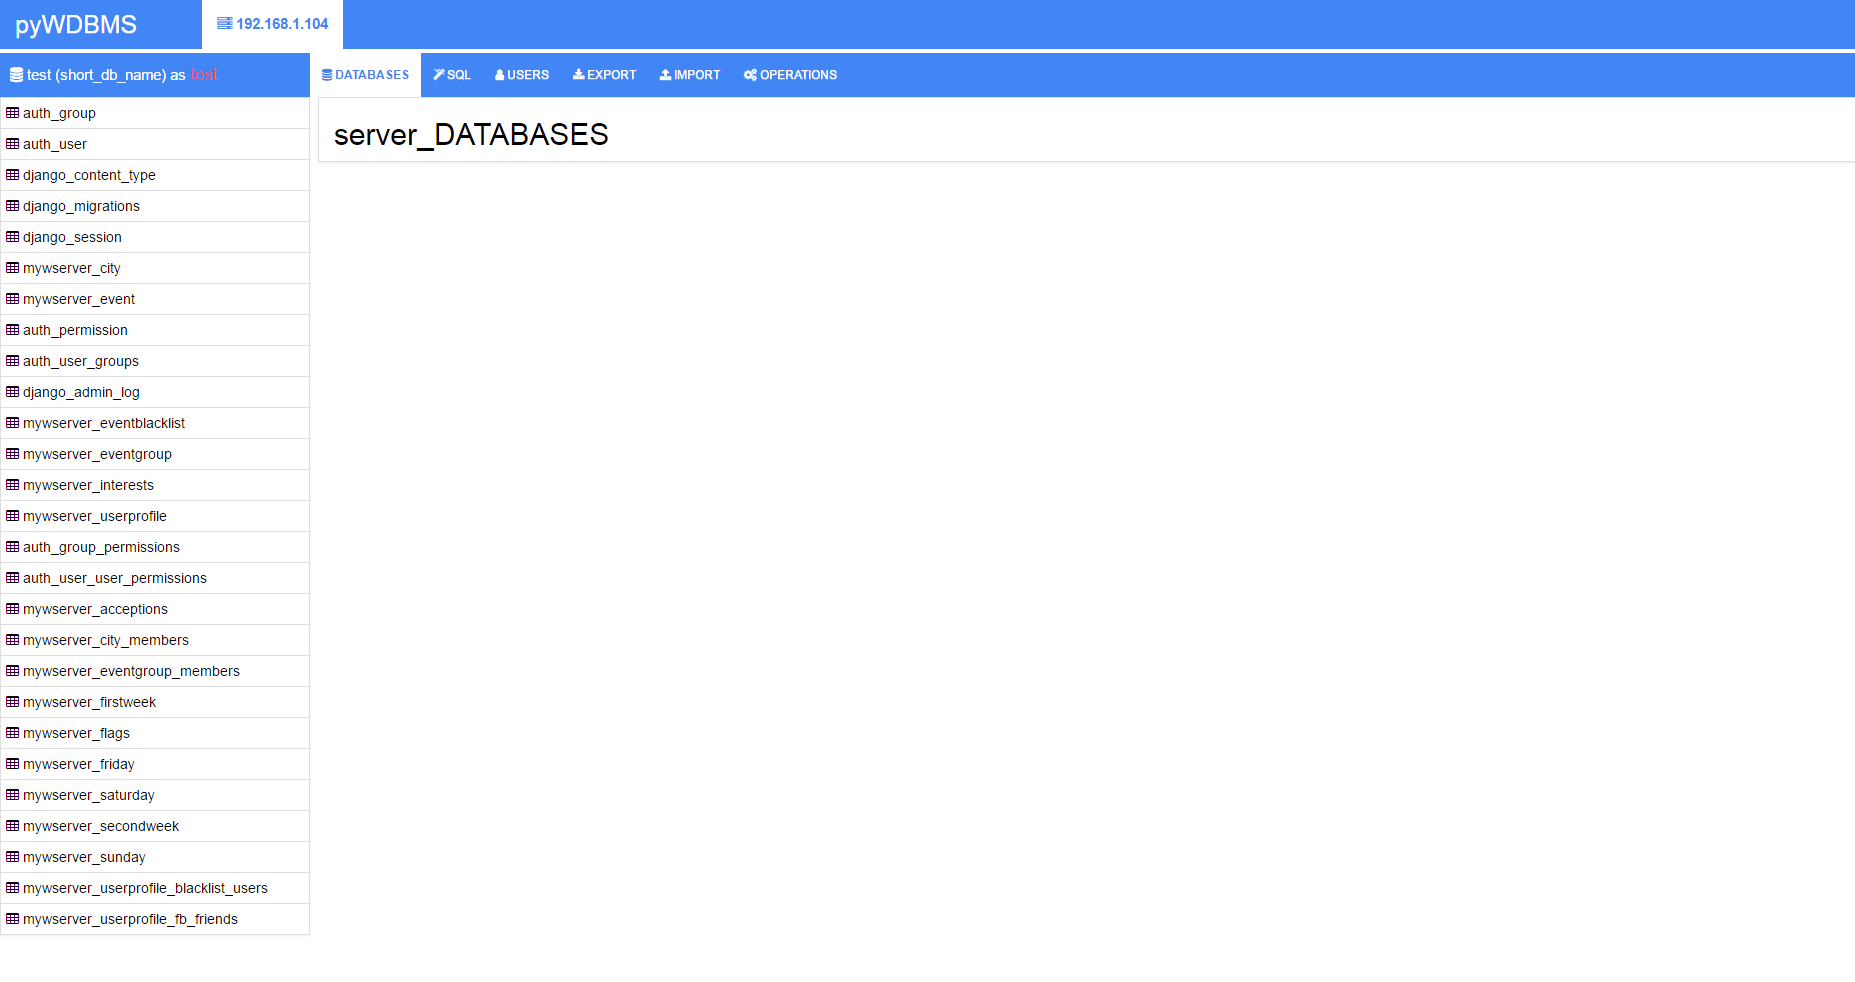 pyWDBMS
192.168.1.104
test (short_db_name) as test
DATABASES
SQL
USERS
EXPORT
IMPORT
OPERATIONS
server_DATABASES
auth_group
auth_user
django_content_type
django_migrations
django_session
mywserver_city
mywserver_event
auth_permission
auth_user_groups
django_admin_log
mywserver_eventblacklist
mywserver_eventgroup
mywserver_interests
mywserver_userprofile
auth_group_permissions
auth_user_user_permissions
mywserver_acceptions
mywserver_city_members
mywserver_eventgroup_members
mywserver_firstweek
mywserver_flags
mywserver_friday
mywserver_saturday
mywserver_secondweek
mywserver_sunday
mywserver_userprofile_blacklist_users
mywserver_userprofile_fb_friends